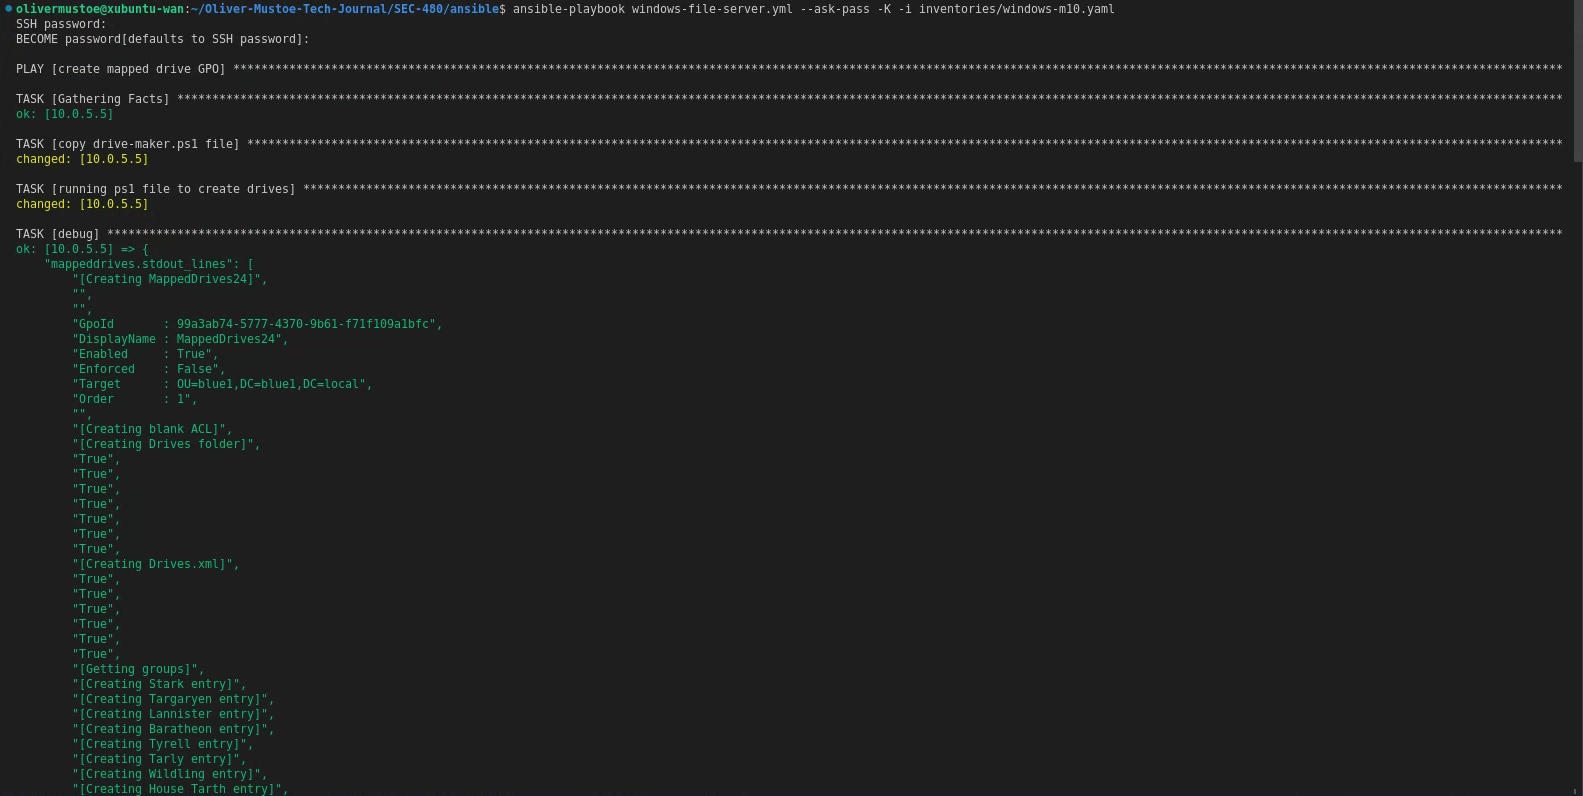 olivermustoe@xubuntu-wan:~/Oliver-Mustoe-Tech-Journal/SEC-480/ansible$ ansible-playbook windows-file-server.yml --ask-pass -K -i inventories/windows-m10.yaml
SSH password:
BECOME password[defaults to SSH password]:
PLAY [create mapped drive GPO] **********************************************************************************************************************************************************************************************
TASK [Gathering Facts] ******************************************************************************************************************************************************************************************************
ok: [10.0.5.5]
TASK [copy drive-maker.ps1 file] ********************************************************************************************************************************************************************************************
changed: [10.0.5.5]
TASK [running ps1 file to create drives] ************************************************************************************************************************************************************************************
changed: [10.0.5.5]
TASK [debug] ****************************************************************************************************************************************************************************************************************
ok: [10.0.5.5] => {
    "mappeddrives.stdout_lines": [
        "[Creating MappedDrives24]",
        "",
        "",
        "GpoId       : 99a3ab74-5777-4370-9b61-f71f109a1bfc",
        "DisplayName : MappedDrives24",
        "Enabled     : True",
        "Enforced    : False",
        "Target      : OU=blue1,DC=blue1,DC=local",
        "Order       : 1",
        "",
        "[Creating blank ACL]",
        "[Creating Drives folder]",
        "True",
        "True",
        "True",
        "True",
        "True",
        "True",
        "True",
        "[Creating Drives.xml]",
        "True",
        "True",
        "True",
        "True",
        "True",
        "True",
        "[Getting groups]",
        "[Creating Stark entry]",
        "[Creating Targaryen entry]",
        "[Creating Lannister entry]",
        "[Creating Baratheon entry]",
        "[Creating Tyrell entry]",
        "[Creating Tarly entry]",
        "[Creating Wildling entry]",
        "[Creating House Tarth entry]",